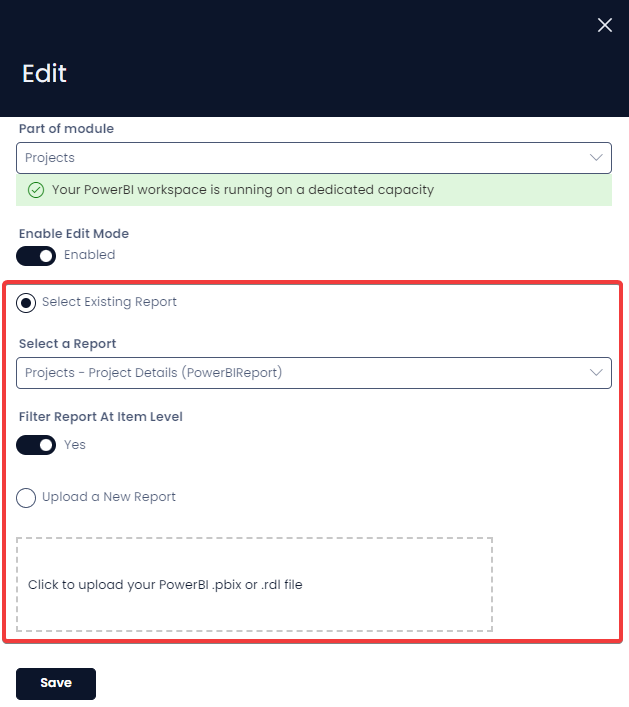 Edit
Part of module
Projects
Your PowerBI workspace is running on a dedicated capacity
Enable Edit Mode
Enabled
Select Existing Report
Select a Report
Projects - Project Details (PowerBIReport)
Filter Report At Item Level
Yes
Upload a New Report
Click to upload your PowerBI .pbix or .rdl file
Save